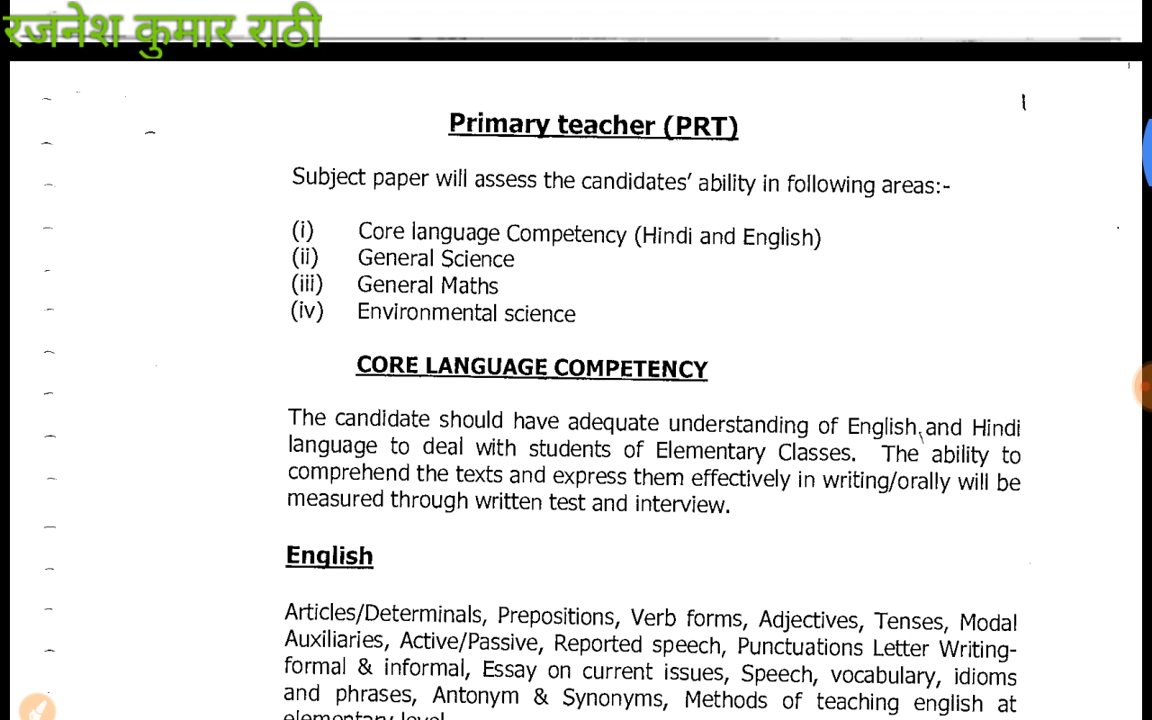 रजनेश कुमार राठी
1
Primary teacher (PRT)
Subject paper will assess the candidates' ability in following areas:-
(i) Core language Competency (Hindi and English)
(ii) General Science
(iii) General Maths
(iv) Environmental science
CORE LANGUAGE COMPETENCY
The candidate should have adequate understanding of English and Hindi
language to deal with students of Elementary Classes. The ability to
comprehend the texts and express them effectively in writing/orally will be
measured through written test and interview.
English
Articles/Determinals, Prepositions, Verb forms, Adjectives, Tenses, Modal
Auxiliaries, Active/Passive, Reported speech, Punctuations Letter Writing-
formal & informal, Essay on current issues, Speech, vocabulary, idioms
and phrases, Antonym & Synonyms, Methods of teaching english at
elementary level